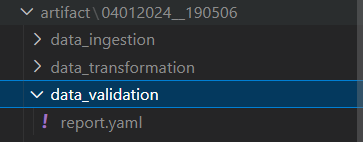 artifact\04012024__190506
data_ingestion
data_transformation
data_validation
! report.yaml